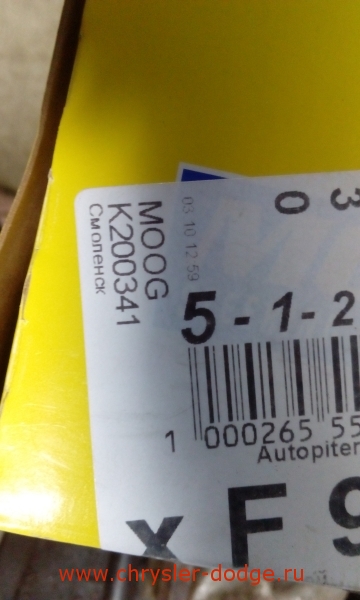 MOOG
K200341
Смоленск
03 10 12 59
0 3
5-1-2
1 000265 55
Autopiter
x F 9
www.chrysler-dodge.ru